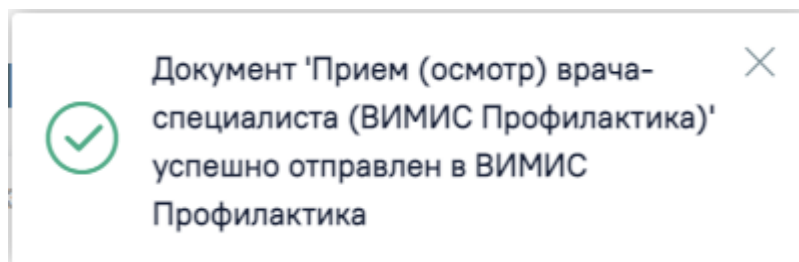 Документ 'Прием (осмотр) врача-
специалиста (ВИМИС Профилактика)'
успешно отправлен в ВИМИС
Профилактика